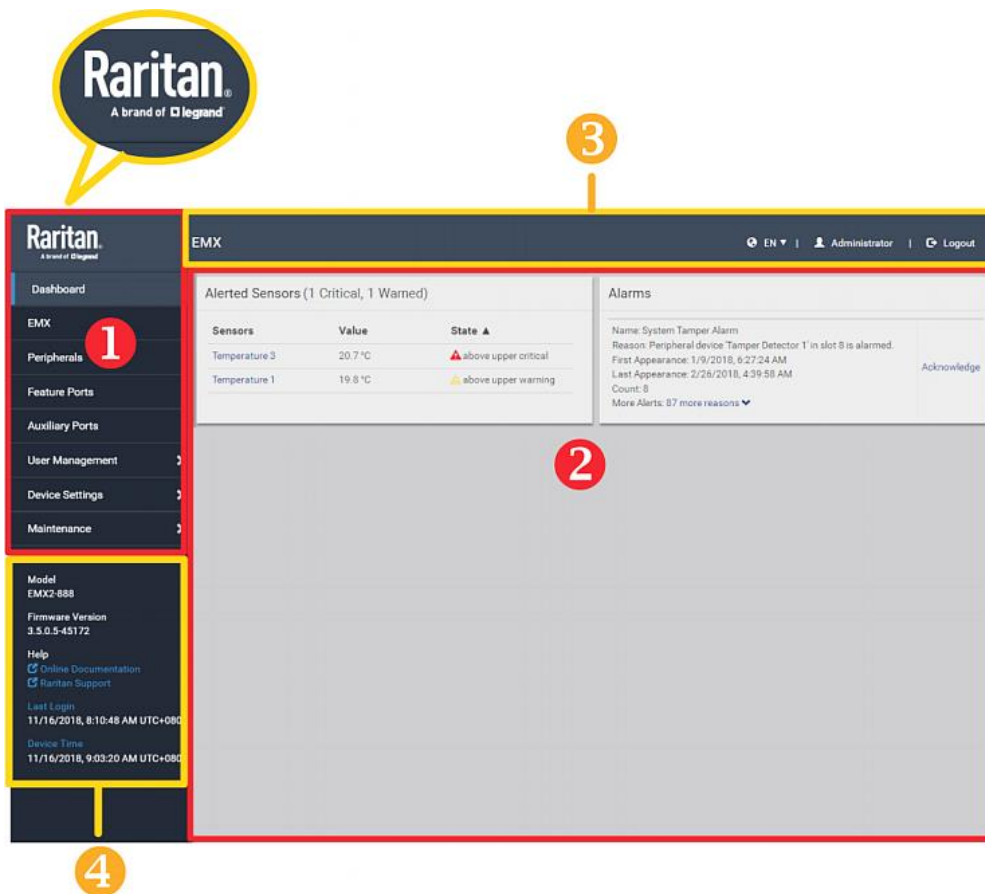 Raritan®
A brand of legrand
3
Raritan.
A brand of legrand
EMX
EN ▼ | Administrator | Logout
Dashboard
EMX
1
Peripherals
Feature Ports
Auxiliary Ports
User Management
Device Settings
Maintenance
Alerted Sensors (1 Critical, 1 Warned)
Sensors Value State ▲
Temperature 3 20.7 °C above upper critical
Temperature 1 19.8 °C above upper warning
Alarms
Name: System Tamper Alarm
Reason: Peripheral device 'Tamper Detector 1' in slot 8 is alarmed.
First Appearance: 1/9/2018, 6:27:24 AM
Last Appearance: 2/26/2018, 4:39:58 AM
Count: 8
More Alerts: 87 more reasons
Acknowledge
2
Model
EMX2-888
Firmware Version
3.5.0.5-45172
Help
Online Documentation
Raritan Support
Last Login
11/16/2018, 8:10:48 AM UTC+080
Device Time
11/16/2018, 9:03:20 AM UTC+080
4